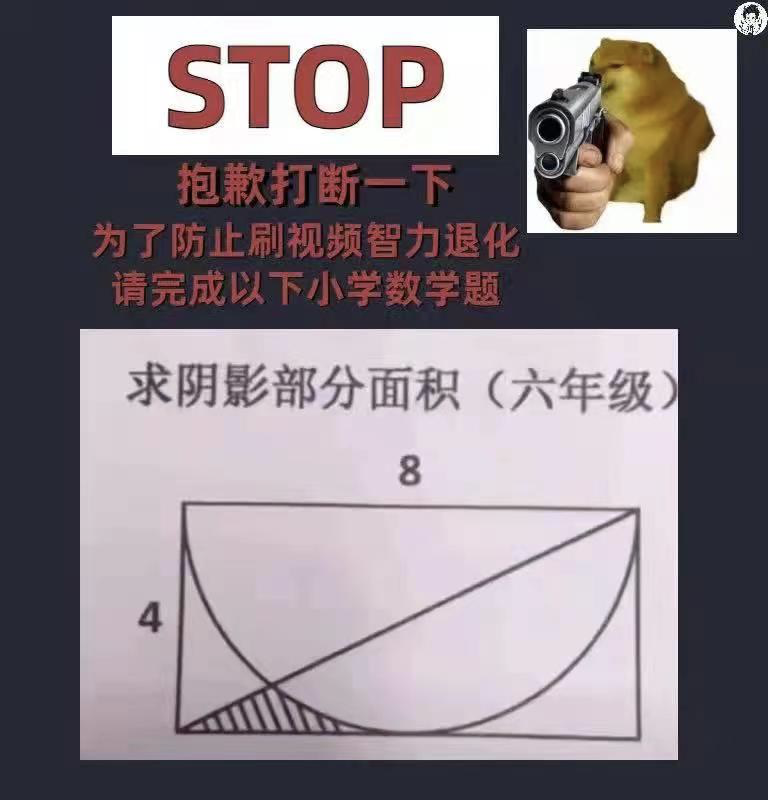 STOP
抱歉打断一下
为了防止刷视频智力退化
请完成以下小学数学题
求阴影部分面积（六年级）
8
4